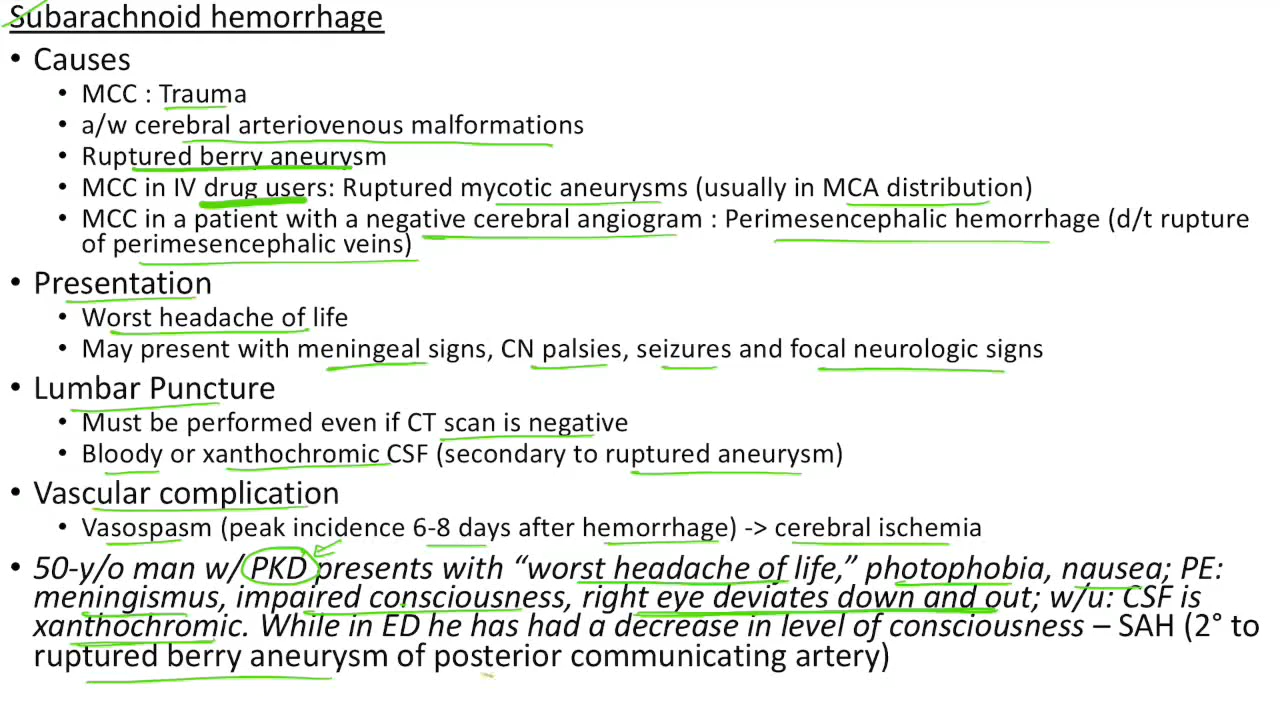 Subarachnoid hemorrhage
• Causes
• MCC : Trauma
• a/w cerebral arteriovenous malformations
• Ruptured berry aneurysm
• MCC in IV drug users: Ruptured mycotic aneurysms (usually in MCA distribution)
• MCC in a patient with a negative cerebral angiogram : Perimesencephalic hemorrhage (d/t rupture
of perimesencephalic veins)
• Presentation
• Worst headache of life
• May present with meningeal signs, CN palsies, seizures and focal neurologic signs
• Lumbar Puncture
• Must be performed even if CT scan is negative
• Bloody or xanthochromic CSF (secondary to ruptured aneurysm)
• Vascular complication
• Vasospasm (peak incidence 6-8 days after hemorrhage) -> cerebral ischemia
• 50-y/o man w/ PKD presents with “worst headache of life,” photophobia, nausea; PE:
meningismus, impaired consciousness, right eye deviates down and out; w/u: CSF is
xanthochromic. While in ED he has had a decrease in level of consciousness – SAH (2° to
ruptured berry aneurysm of posterior communicating artery)